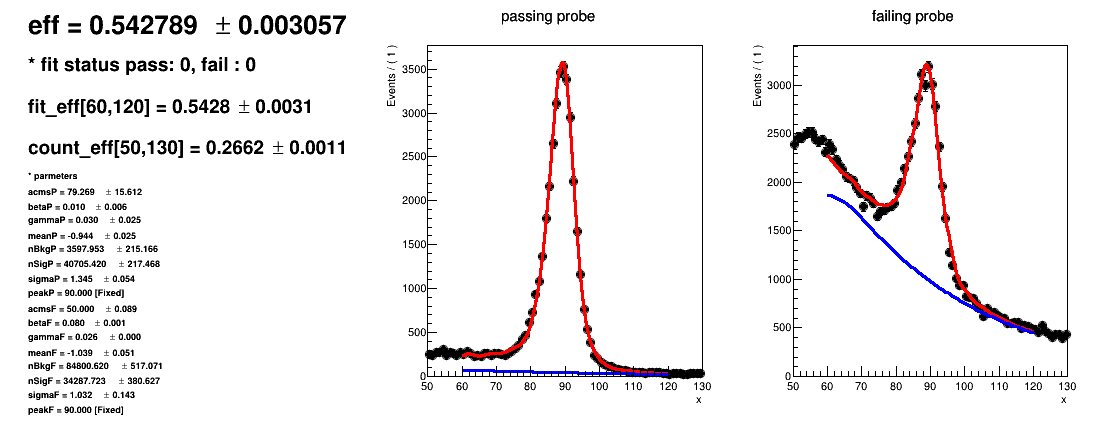 eff = 0.542789 ± 0.003057
* fit status pass: 0, fail : 0
fit_eff[60,120] = 0.5428 ± 0.0031
count_eff[50,130] = 0.2662 ± 0.0011
* parmeters
acmsP = 79.269 ± 15.612
betaP = 0.010 ± 0.006
gammaP = 0.030 ± 0.025
meanP = -0.944 ± 0.025
nBkgP = 3597.953 ± 215.166
nSigP = 40705.420 ± 217.468
sigmaP = 1.345 ± 0.054
peakP = 90.000 [Fixed]
acmsF = 50.000 ± 0.089
betaF = 0.080 ± 0.001
gammaF = 0.026 ± 0.000
meanF = -1.039 ± 0.051
nBkgF = 84800.620 ± 517.071
nSigF = 34287.723 ± 380.627
sigmaF = 1.032 ± 0.143
peakF = 90.000 [Fixed]
passing probe
Events / ( 1 )
3500
3000
2500
2000
1500
1000
500
0
50 60 70 80 90 100 110 120 130
x
failing probe
Events / ( 1 )
3000
2500
2000
1500
1000
500
0
50 60 70 80 90 100 110 120 130
x